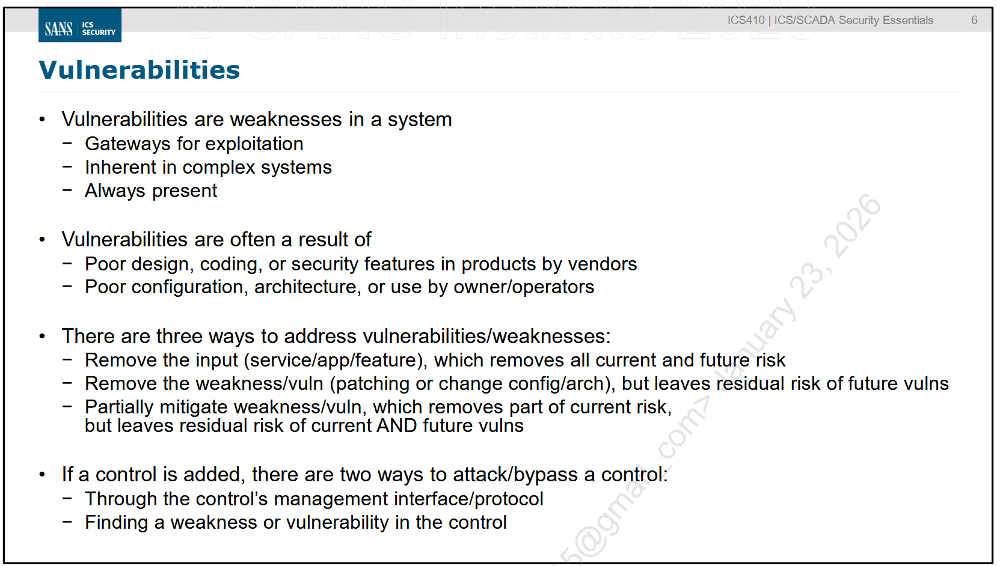 © SANS Institute 2023
SANS ICS SECURITY
ICS410 | ICS/SCADA Security Essentials 6
Vulnerabilities
• Vulnerabilities are weaknesses in a system
− Gateways for exploitation
− Inherent in complex systems
− Always present
• Vulnerabilities are often a result of
− Poor design, coding, or security features in products by vendors
− Poor configuration, architecture, or use by owner/operators
• There are three ways to address vulnerabilities/weaknesses:
− Remove the input (service/app/feature), which removes all current and future risk
− Remove the weakness/vuln (patching or change config/arch), but leaves residual risk of future vulns
− Partially mitigate weakness/vuln, which removes part of current risk,
but leaves residual risk of current AND future vulns
• If a control is added, there are two ways to attack/bypass a control:
− Through the control’s management interface/protocol
− Finding a weakness or vulnerability in the control
5@gmail_com> January 23, 2026